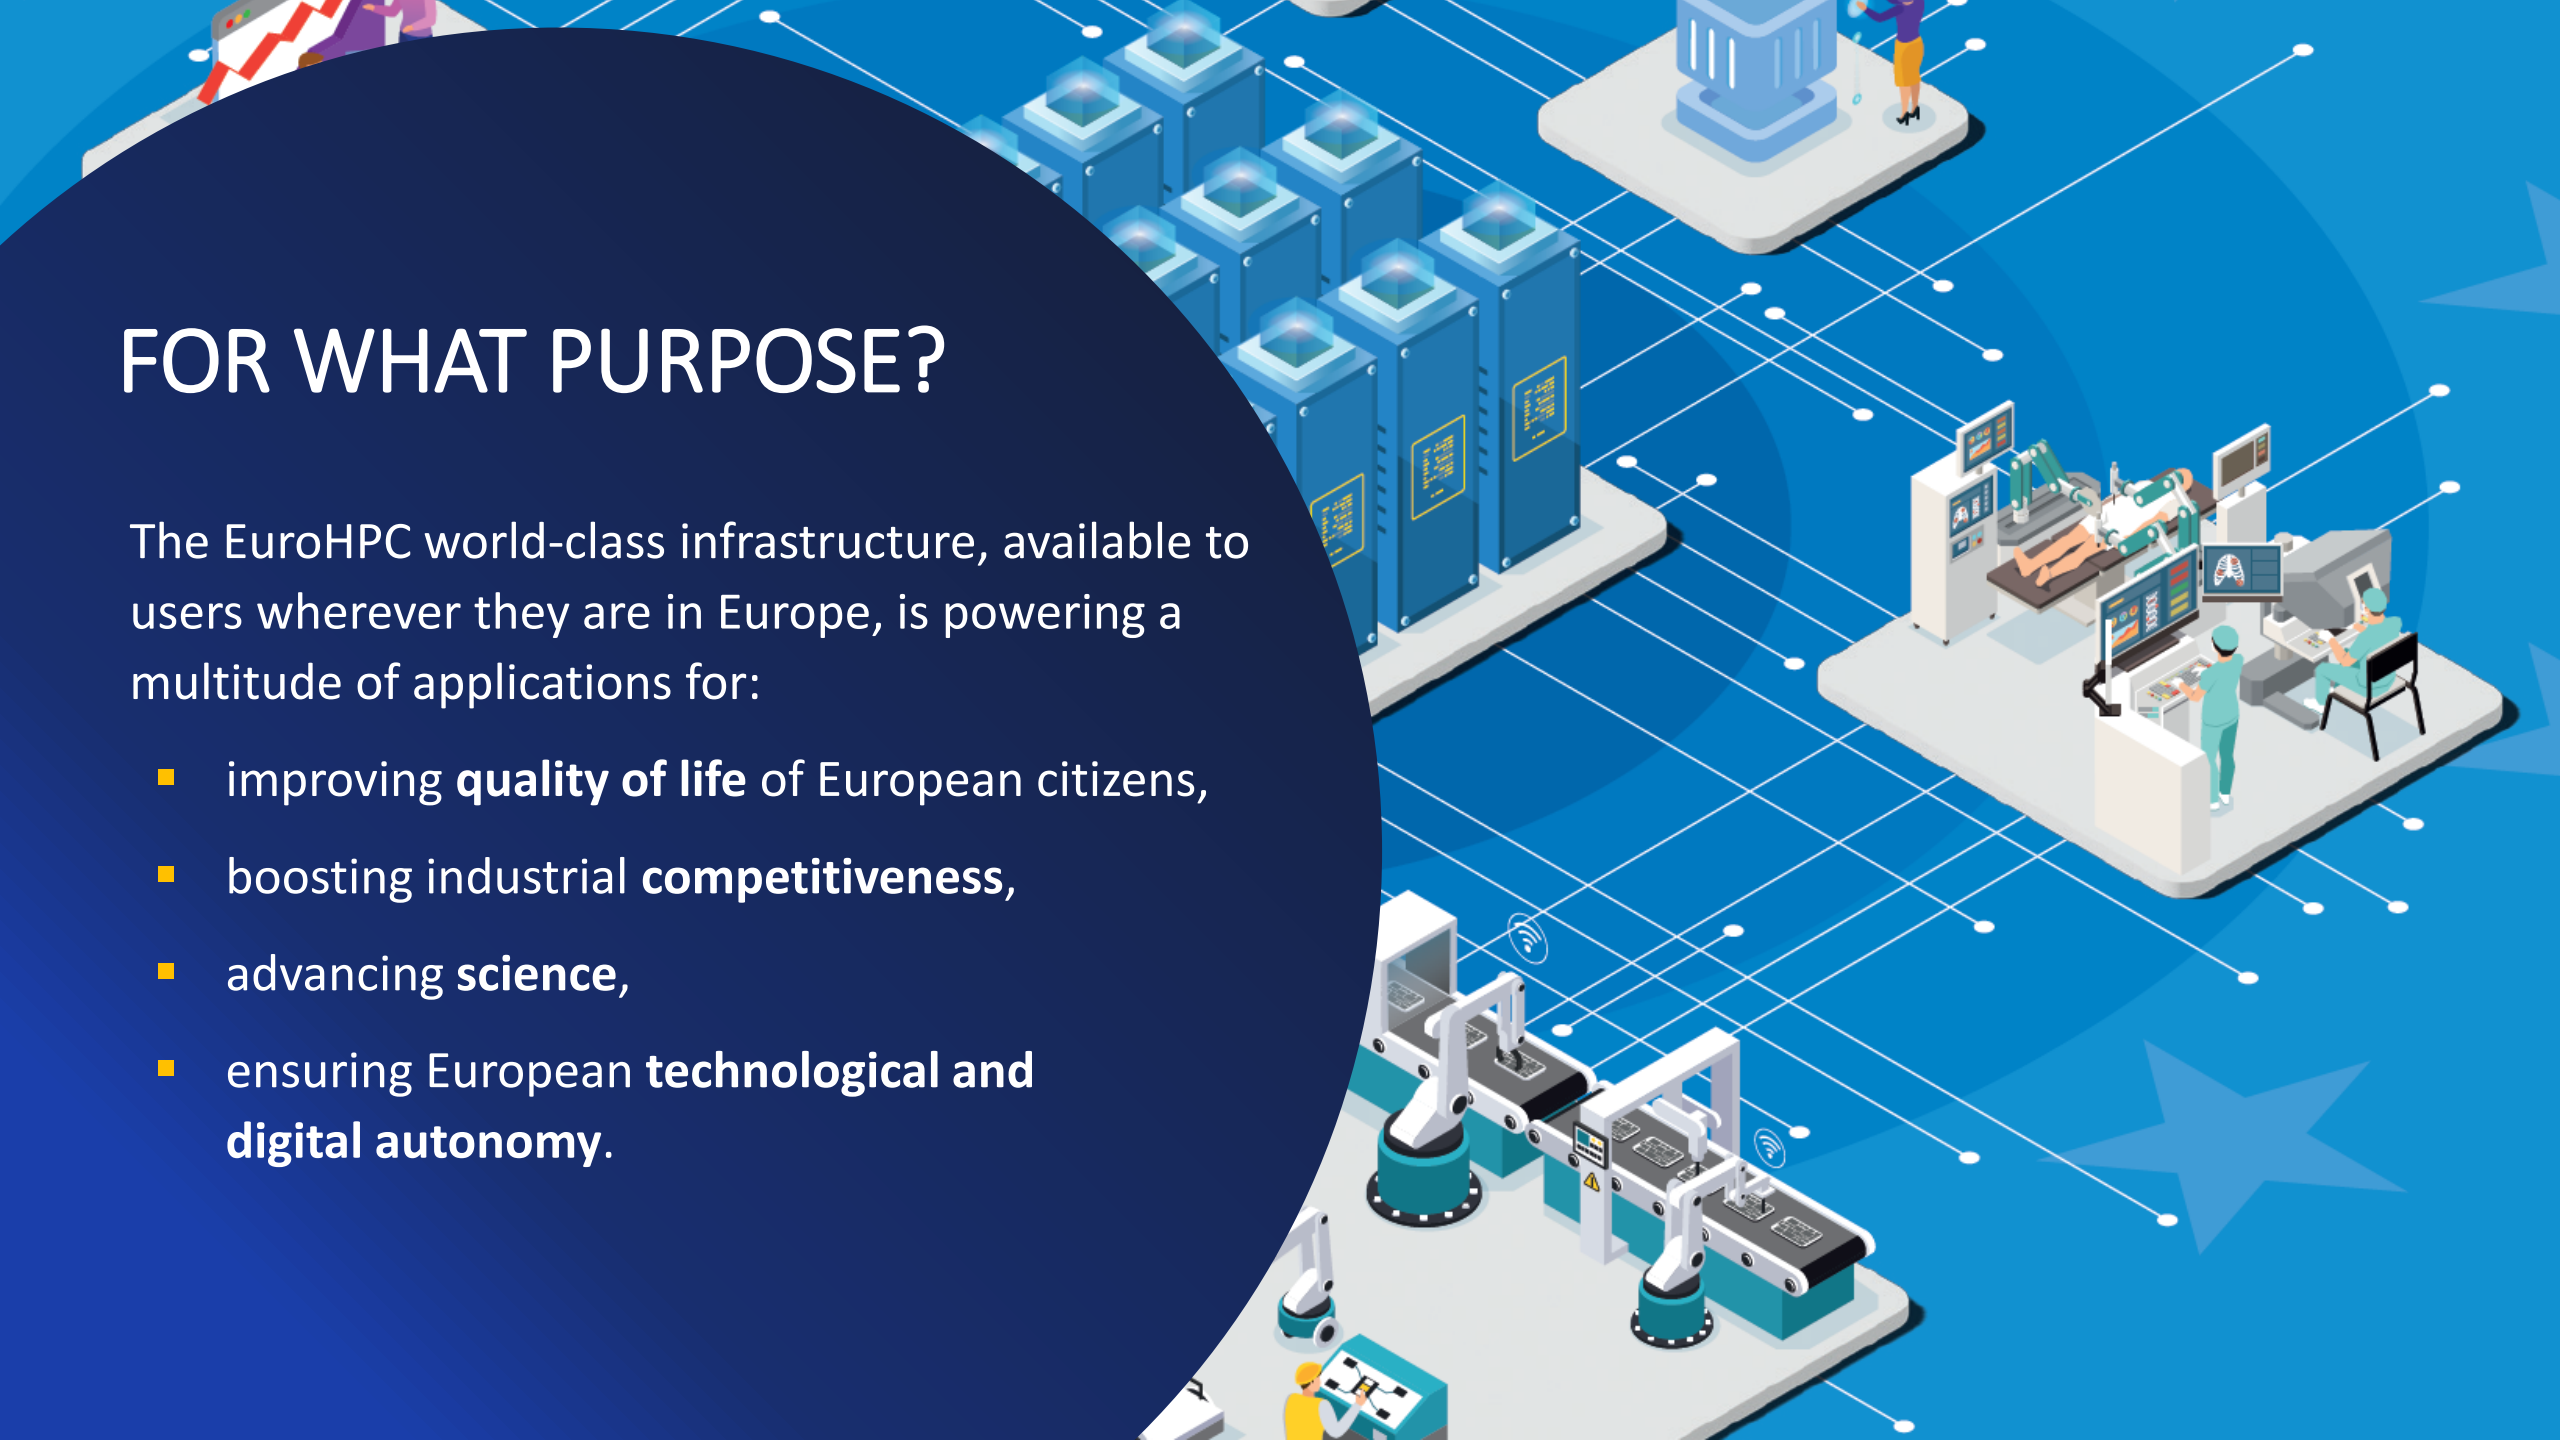 FOR WHAT PURPOSE?
The EuroHPC world-class infrastructure, available to
users wherever they are in Europe, is powering a
multitude of applications for:
▪ improving quality of life of European citizens,
▪ boosting industrial competitiveness,
▪ advancing science,
▪ ensuring European technological and
digital autonomy.